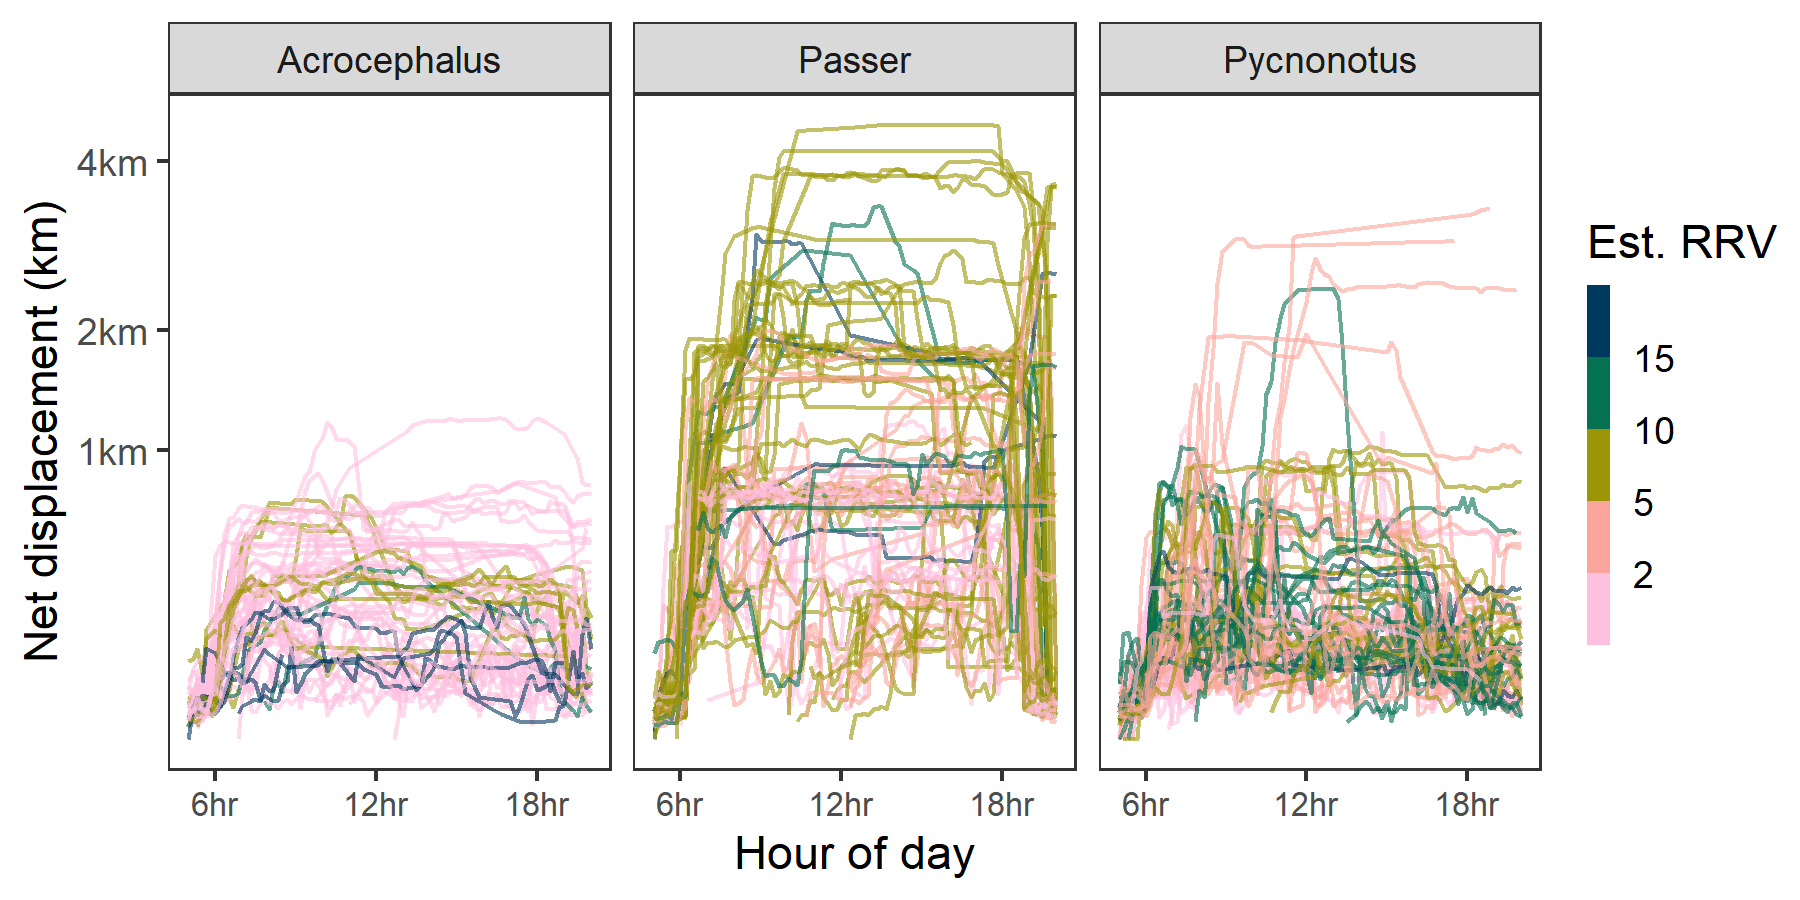 Acrocephalus
Passer
Pycnonotus
Net displacement (km)
4km
2km
1km
6hr
12hr
18hr
6hr
12hr
18hr
6hr
12hr
18hr
Hour of day
Est. RRV
15
10
5
2